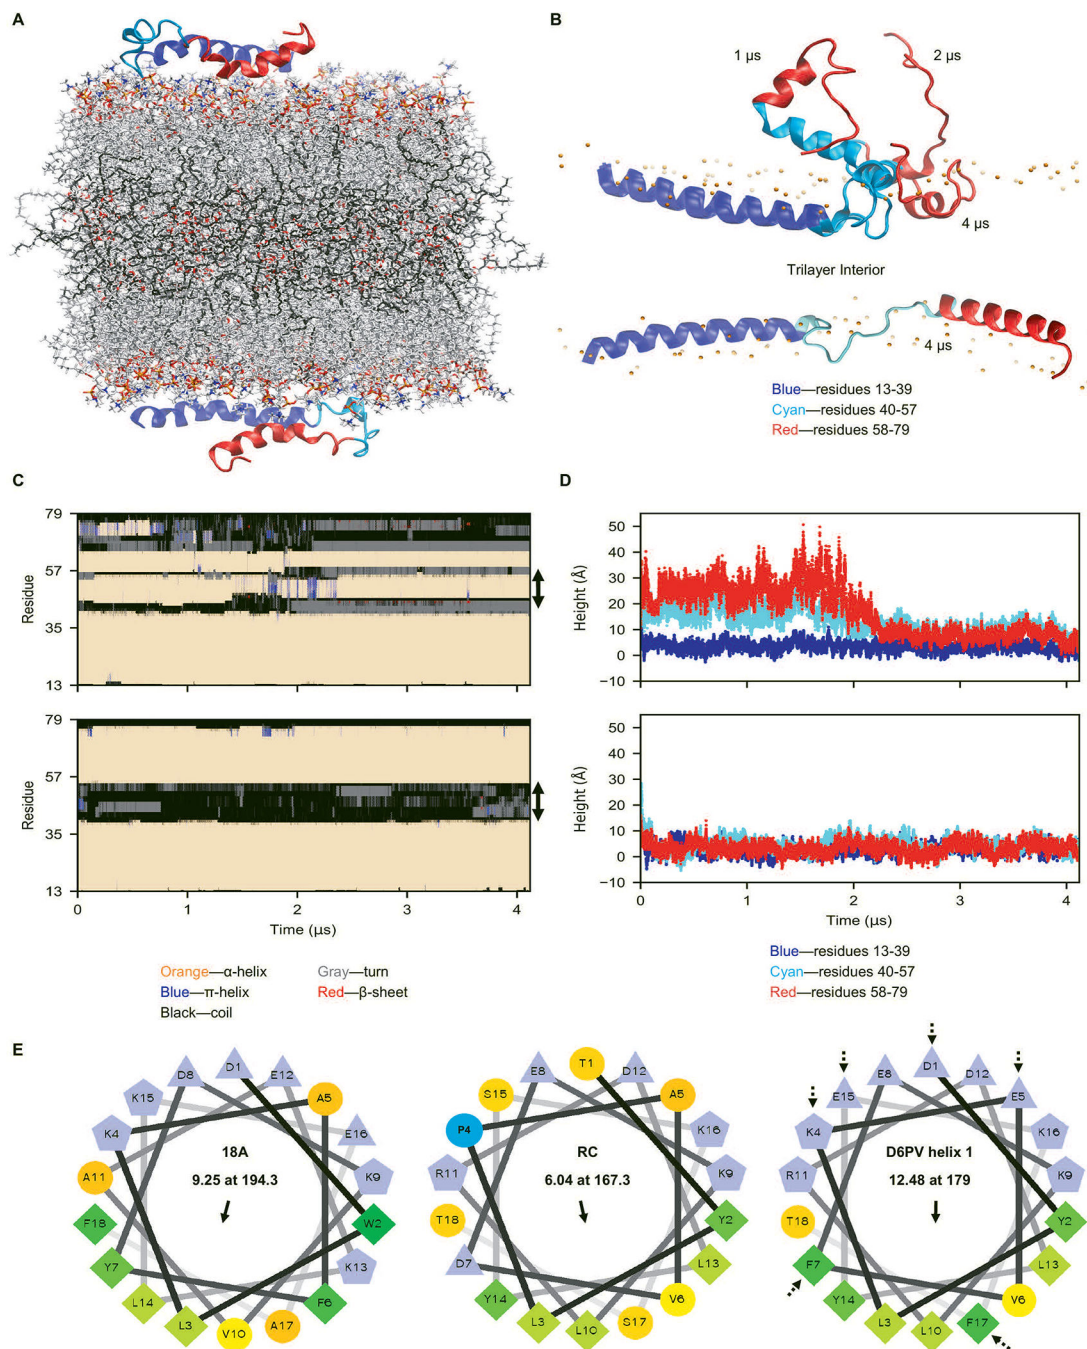 A
B
1 µs
2 µs
4 µs
Trilayer Interior
4 µs
Blue—residues 13-39
Cyan—residues 40-57
Red—residues 58-79
C
79
57
35
13
Residue
79
57
35
13
Residue
0
1
2
3
4
Time (µs)
Orange—α-helix
Gray—turn
Blue—π-helix
Red—β-sheet
Black—coil
D
50
40
30
20
10
0
−10
Height (Å)
0
1
2
3
4
50
40
30
20
10
0
−10
Height (Å)
0
1
2
3
4
Time (µs)
Blue—residues 13-39
Cyan—residues 40-57
Red—residues 58-79
E
18A
9.25 at 194.3
D1
E12
A5
E16
K9
W2
K13
F6
A17
V10
L3
L14
Y7
F18
A11
K4
K15
D8
RC
6.04 at 167.3
T1
D12
A5
K16
K9
Y2
L13
V6
S17
L10
L3
Y14
D7
T18
R11
P4
S15
E8
D6PV helix 1
12.48 at 179
D1
D12
E5
K16
K9
Y2
L13
V6
F17
L10
L3
Y14
F7
T18
R11
K4
E15
E8